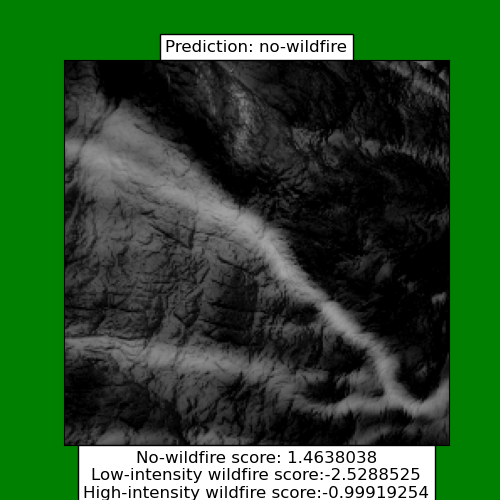 Prediction: no-wildfire
No-wildfire score: 1.4638038
Low-intensity wildfire score:-2.5288525
High-intensity wildfire score:-0.99919254